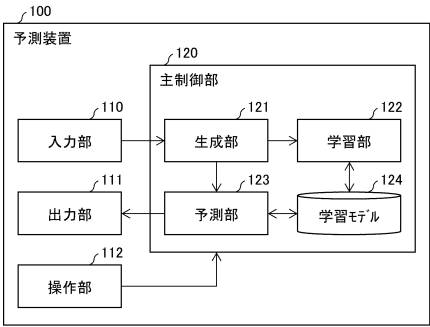 100
予測装置
120
主制御部
110
入力部
121
生成部
122
学習部
111
出力部
123
予測部
124
学習ﾓﾃﾞﾙ
112
操作部